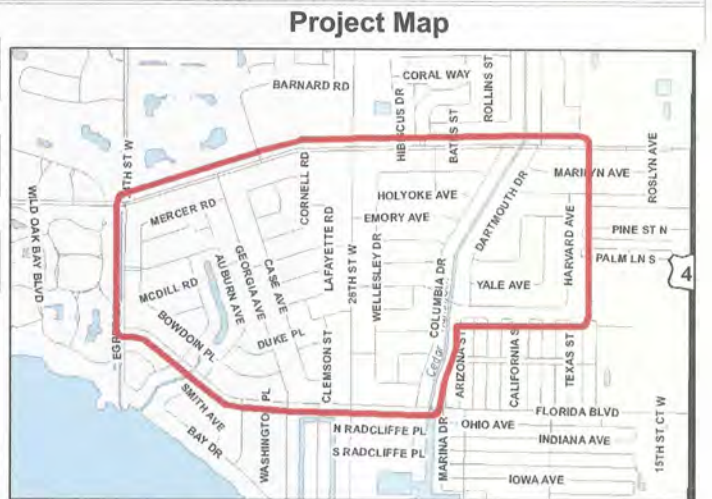 Project Map
CORAL WAY
BARNARD RD
ROLLINS ST
HIBISCUS DR
BATES ST
TH ST W
CORNELL RD
MARILYN AVE
ROSLYN AVE
WILD OAK BAY BLVD
MERCER RD
HOLYOKE AVE
DARTMOUTH DR
EMORY AVE
LAFAYETTE RD
26TH ST W
HARVARD AVE
PINE ST N
GEORGIA AVE
CASE AVE
WELLESLEY DR
COLUMBIA DR
PALM LN S
AUBURN AVE
MCDILL RD
YALE AVE
4
BOWDOIN PL
DUKE PL
EGR
CLEMSON ST
Cedar
ARIZONA ST
CALIFORNIA S
TEXAS ST
SMITH AVE
WASHINGTON PL
FLORIDA BLVD
BAY DR
N RADCLIFFE PL
MARINA DR
OHIO AVE
15TH ST CT W
INDIANA AVE
S RADCLIFFE PL
IOWA AVE